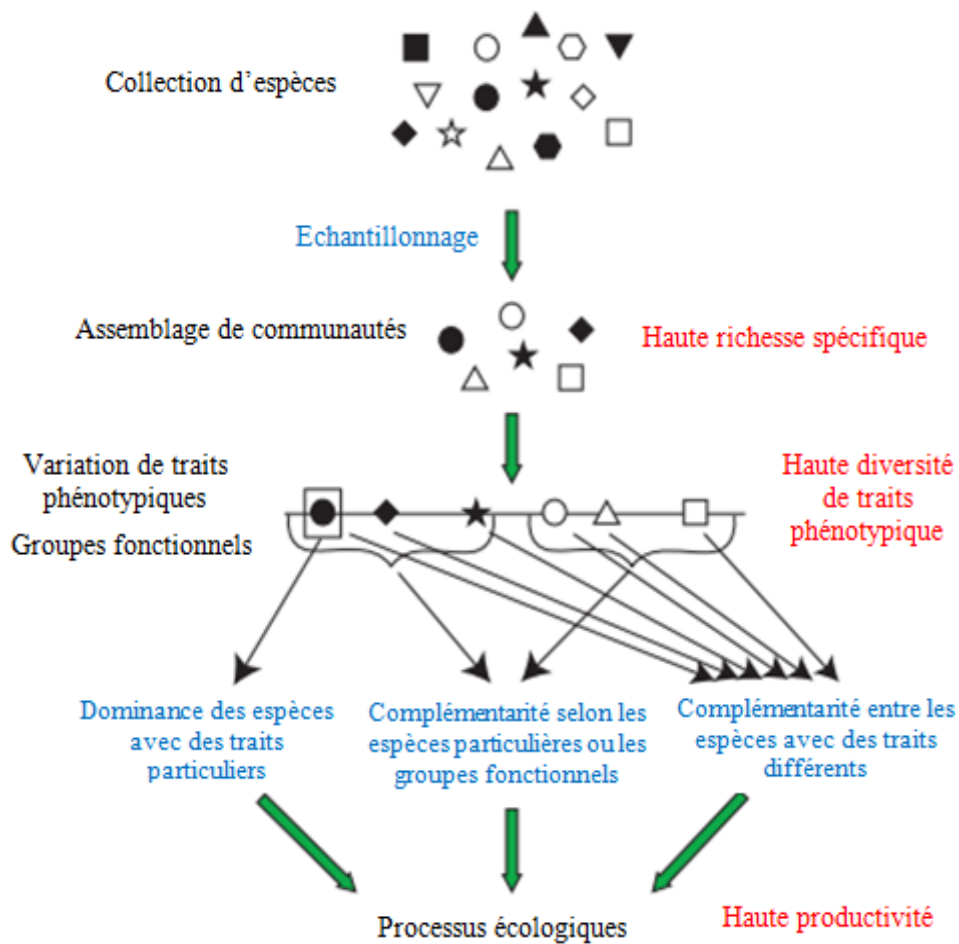 Collection d’espèces
Echantillonnage
Assemblage de communautés
Haute richesse spécifique
Variation de traits
phénotypiques
Haute diversité
de traits
phénotypique
Groupes fonctionnels
Dominance des espèces
avec des traits
particuliers
Complémentarité selon les
espèces particulières ou les
groupes fonctionnels
Complémentarité entre les
espèces avec des traits
différents
Processus écologiques
Haute productivité